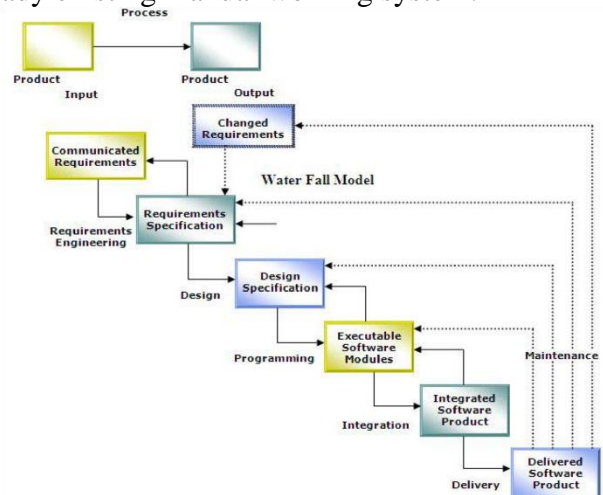 Process
Product
Input
Product
Output
Changed
Requirements
Communicated
Requirements
Water Fall Model
Requirements
Specification
Requirements
Engineering
Design
Specification
Design
Executable
Software
Modules
Programming
Maintenance
Integrated
Software
Product
Integration
Delivered
Software
Product
Delivery